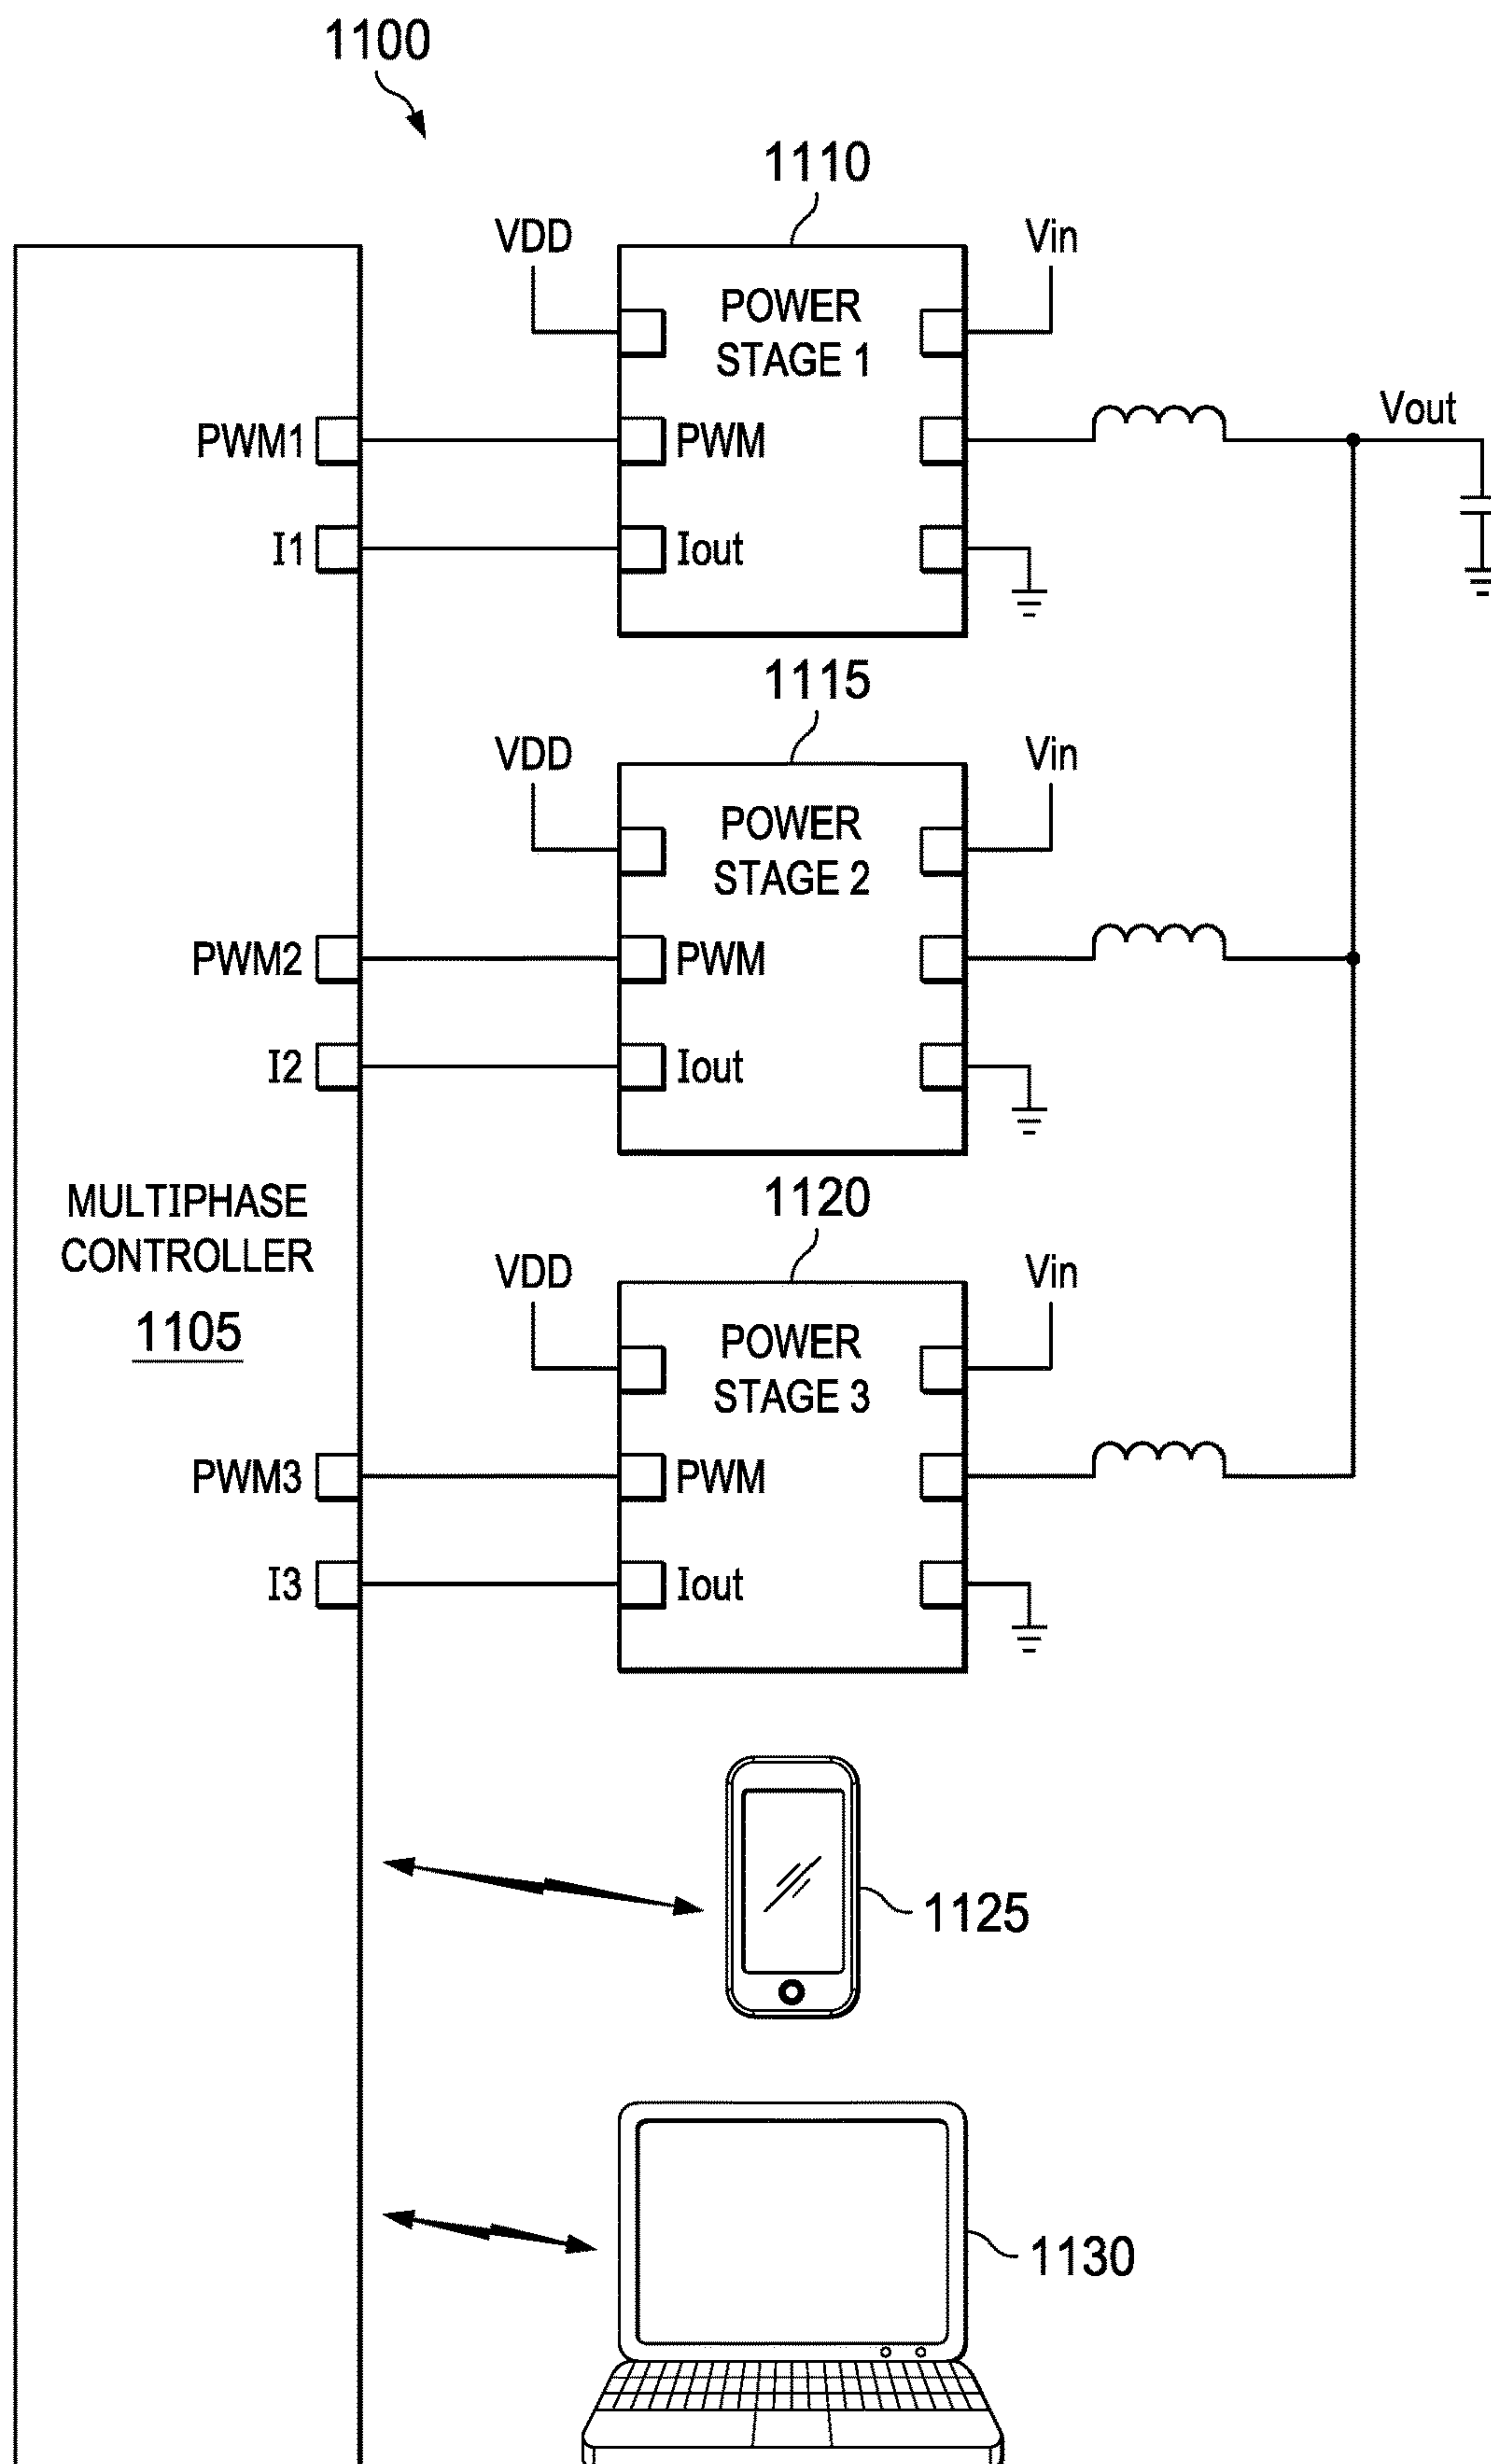 1100
1110
VDD
Vin
POWER
STAGE 1
Vout
PWM1
PWM
I1
Iout
1115
VDD
Vin
POWER
STAGE 2
PWM2
PWM
I2
Iout
MULTIPHASE
CONTROLLER
1105
1120
VDD
Vin
POWER
STAGE 3
PWM3
PWM
I3
Iout
1125
1130